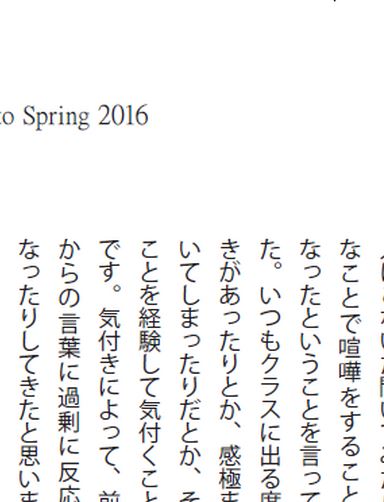 to Spring 2016
なことで喧嘩をすること
なったということを言って
た。いつもクラスに出る度
きがあったりとか、感極ま
いてしまったりだとか、そ
ことを経験して気付くこと
です。気付きによって、前
からの言葉に過剰に反応
なったりしてきたと思いま